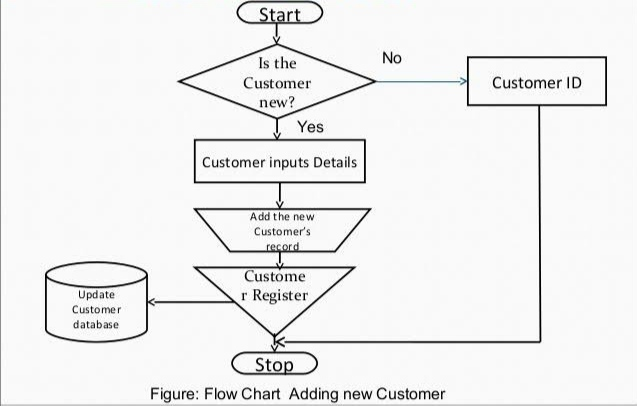 Start
Is the
Customer
new?
No
Customer ID
Yes
Customer inputs Details
Add the new
Customer's
record
Custome
r Register
Update
Customer
database
Stop
Figure: Flow Chart Adding new Customer